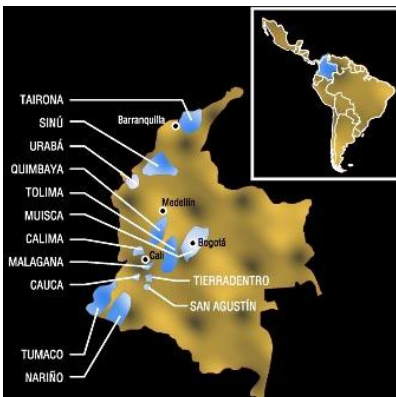 TAIRONA
Barranquilla
SINÚ
URABÁ
QUIMBAYA
TOLIMA
Medellín
MUISCA
CALIMA
Bogotá
MALAGANA
Cali
CAUCA
TIERRADENTRO
SAN AGUSTÍN
TUMACO
NARIÑO